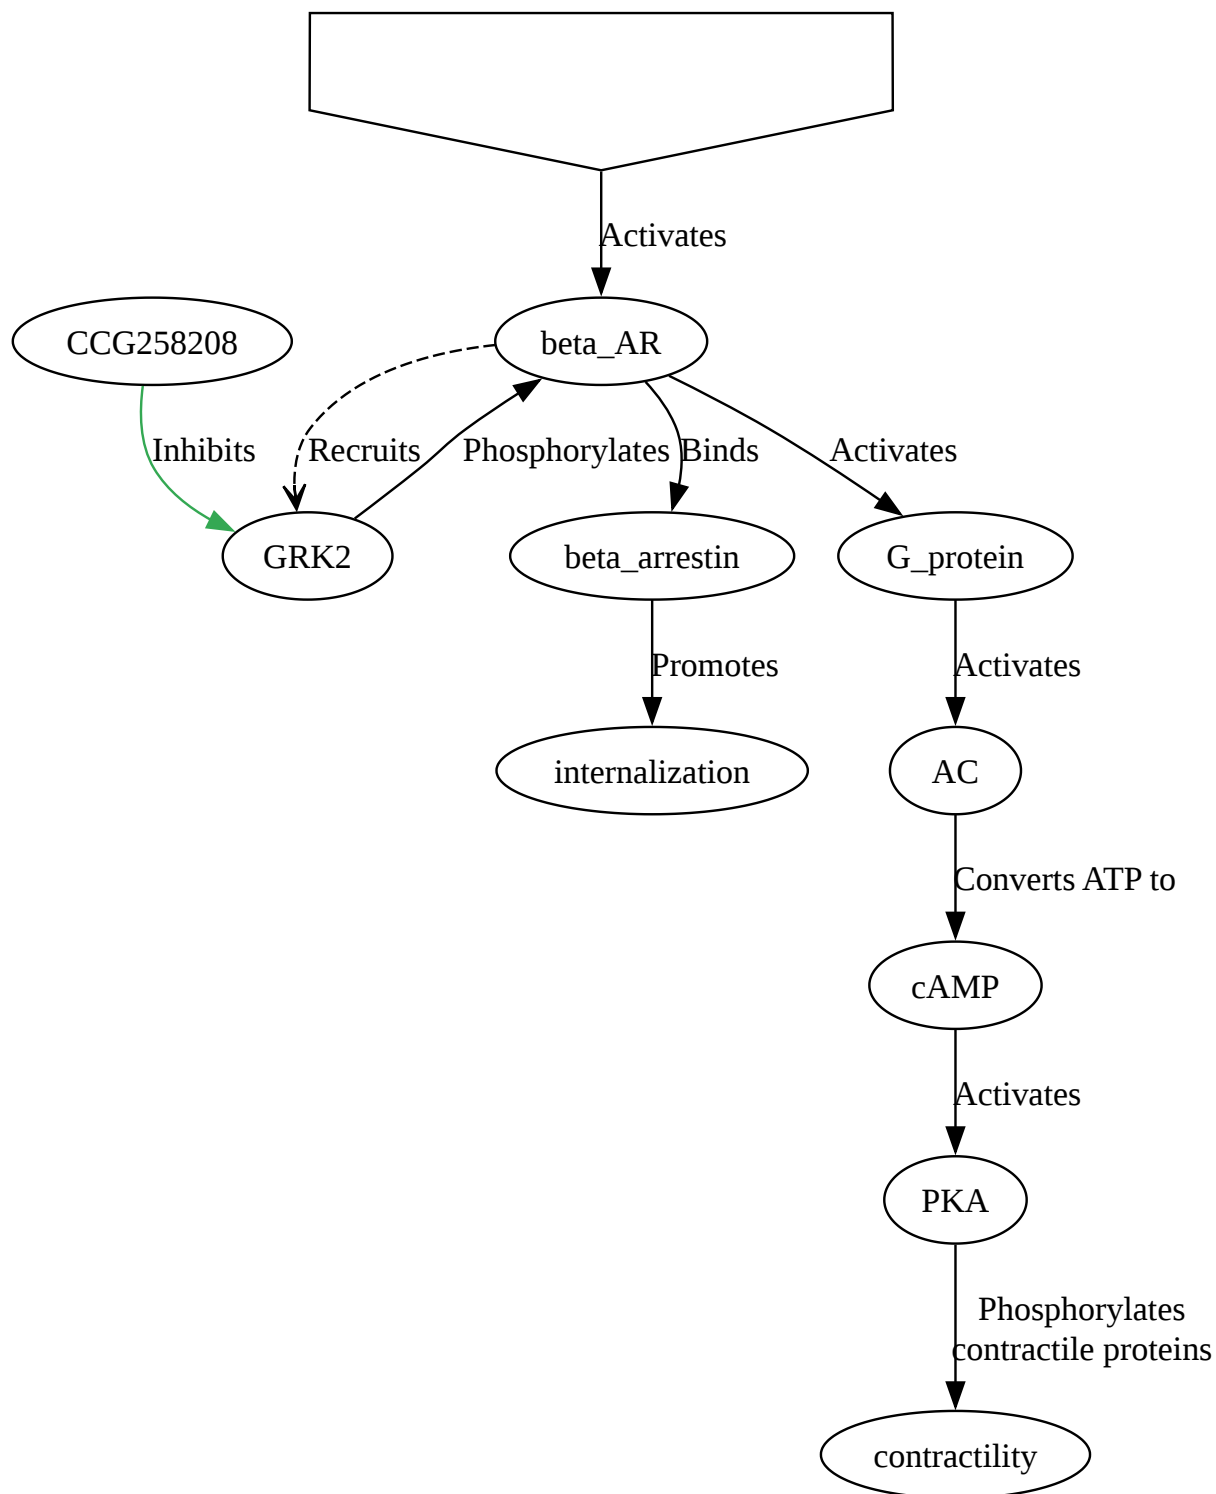 Activates
CCG258208
beta_AR
Inhibits
Recruits
Phosphorylates
Binds
Activates
GRK2
beta_arrestin
G_protein
Promotes
Activates
internalization
AC
Converts ATP to
cAMP
Activates
PKA
Phosphorylates
contractile proteins
contractility